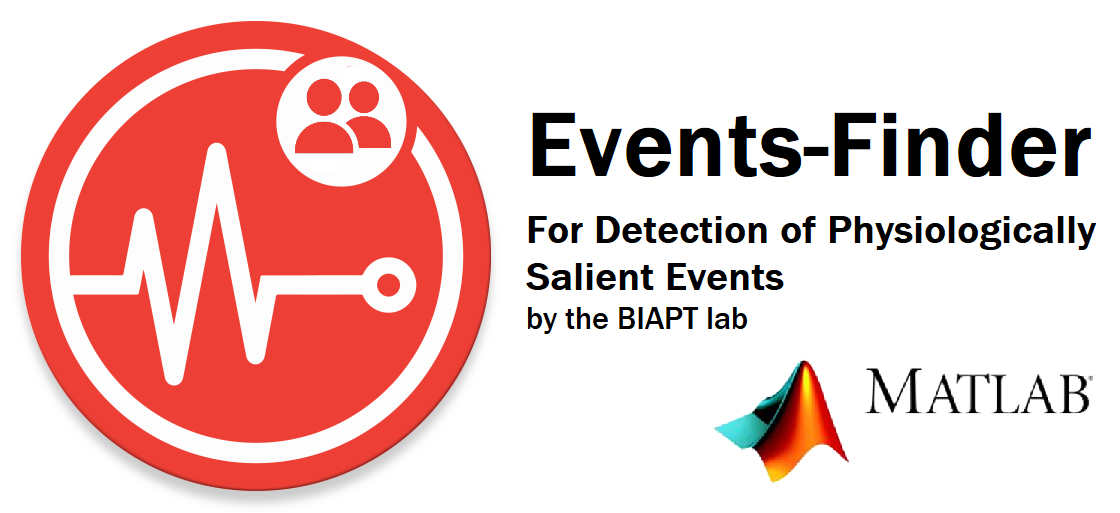 Events-Finder
For Detection of Physiologically
Salient Events
by the BIAPT lab
MATLAB®